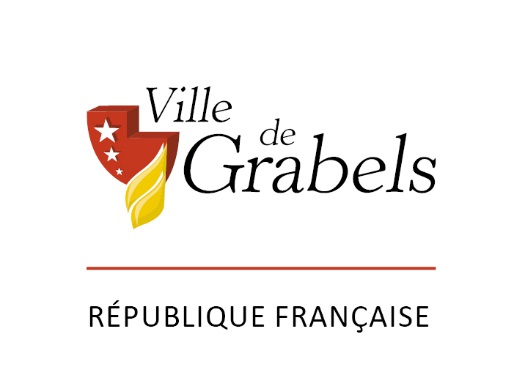 Ville
de
Grabels
RÉPUBLIQUE FRANÇAISE